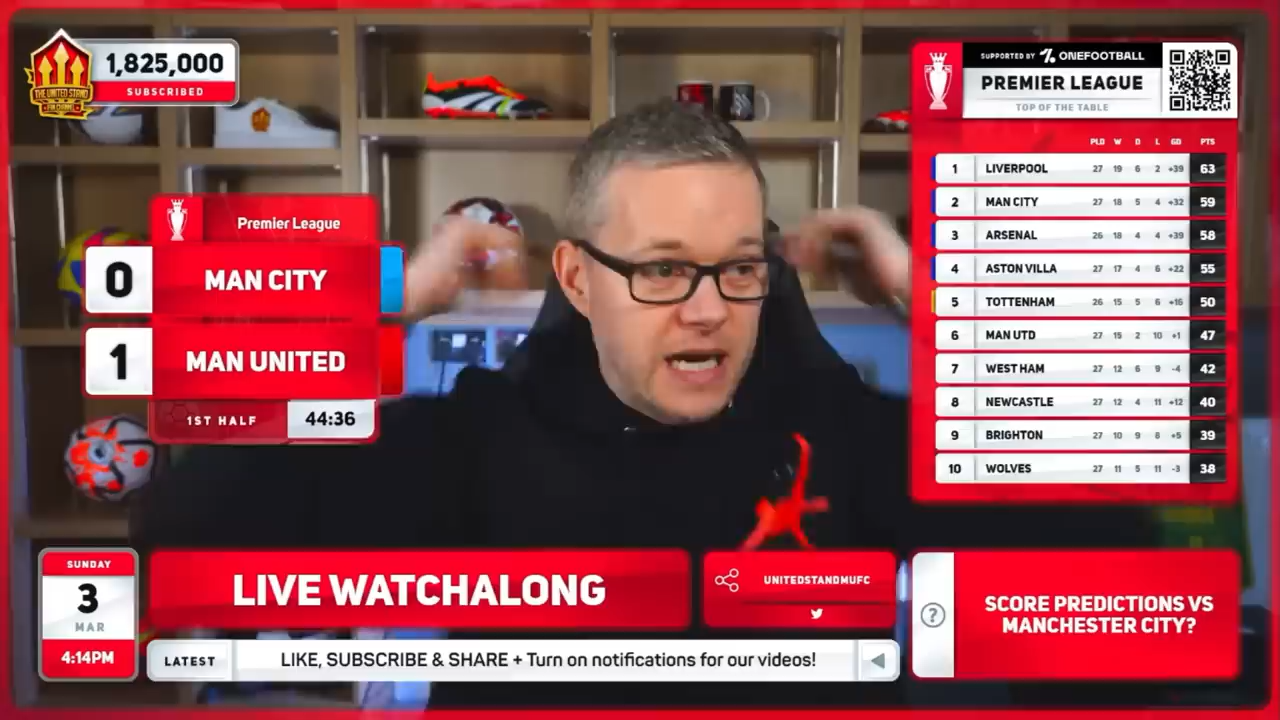 THE UNITED STAND
FAN CHANNEL
1,825,000
SUBSCRIBED
Premier League
0 MAN CITY
1 MAN UNITED
1ST HALF 44:36
SUPPORTED BY ONEFOOTBALL
PREMIER LEAGUE
TOP OF THE TABLE
PLD W D L GD PTS
1 LIVERPOOL 27 19 6 2 +39 63
2 MAN CITY 27 18 5 4 +32 59
3 ARSENAL 26 18 4 4 +39 58
4 ASTON VILLA 27 17 4 6 +22 55
5 TOTTENHAM 26 15 5 6 +16 50
6 MAN UTD 27 15 2 10 +1 47
7 WEST HAM 27 12 6 9 -4 42
8 NEWCASTLE 27 12 4 11 +12 40
9 BRIGHTON 27 10 9 8 +5 39
10 WOLVES 27 11 5 11 -3 38
SUNDAY
3
MAR
4:14PM
LIVE WATCHALONG
UNITEDSTANDMUFC
LATEST LIKE, SUBSCRIBE & SHARE + Turn on notifications for our videos!
SCORE PREDICTIONS VS
MANCHESTER CITY?